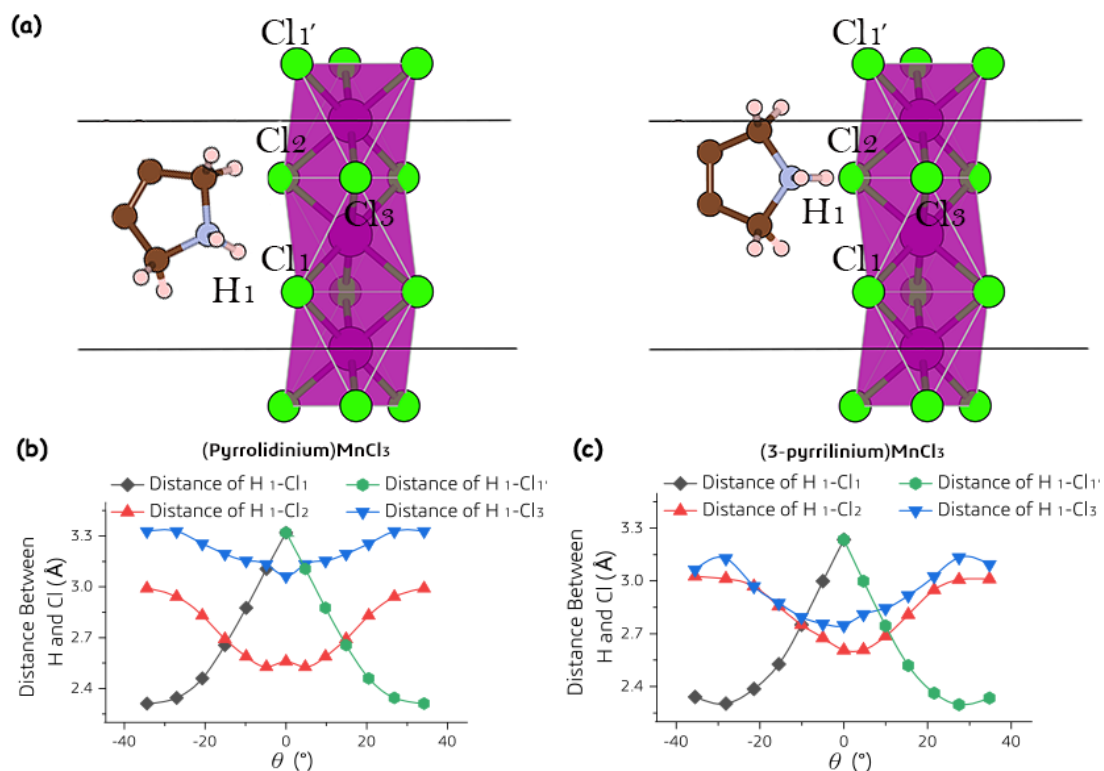 (a)
Cl1′ Cl1′
Cl2 Cl2
Cl3 H1 Cl3
Cl1 Cl1
H1
(b) (c)
(Pyrrolidinium)MnCl3
Distance of H 1-Cl1 Distance of H 1-Cl1'
Distance of H 1-Cl2 Distance of H 1-Cl3
Distance Between
H and Cl (Å)
3.3
3.0
2.7
2.4
-40 -20 0 20 40
θ (°)
(3-pyrrilinium)MnCl3
Distance of H 1-Cl1 Distance of H 1-Cl1'
Distance of H 1-Cl2 Distance of H 1-Cl3
Distance Between
H and Cl (Å)
3.3
3.0
2.7
2.4
-40 -20 0 20 40
θ (°)